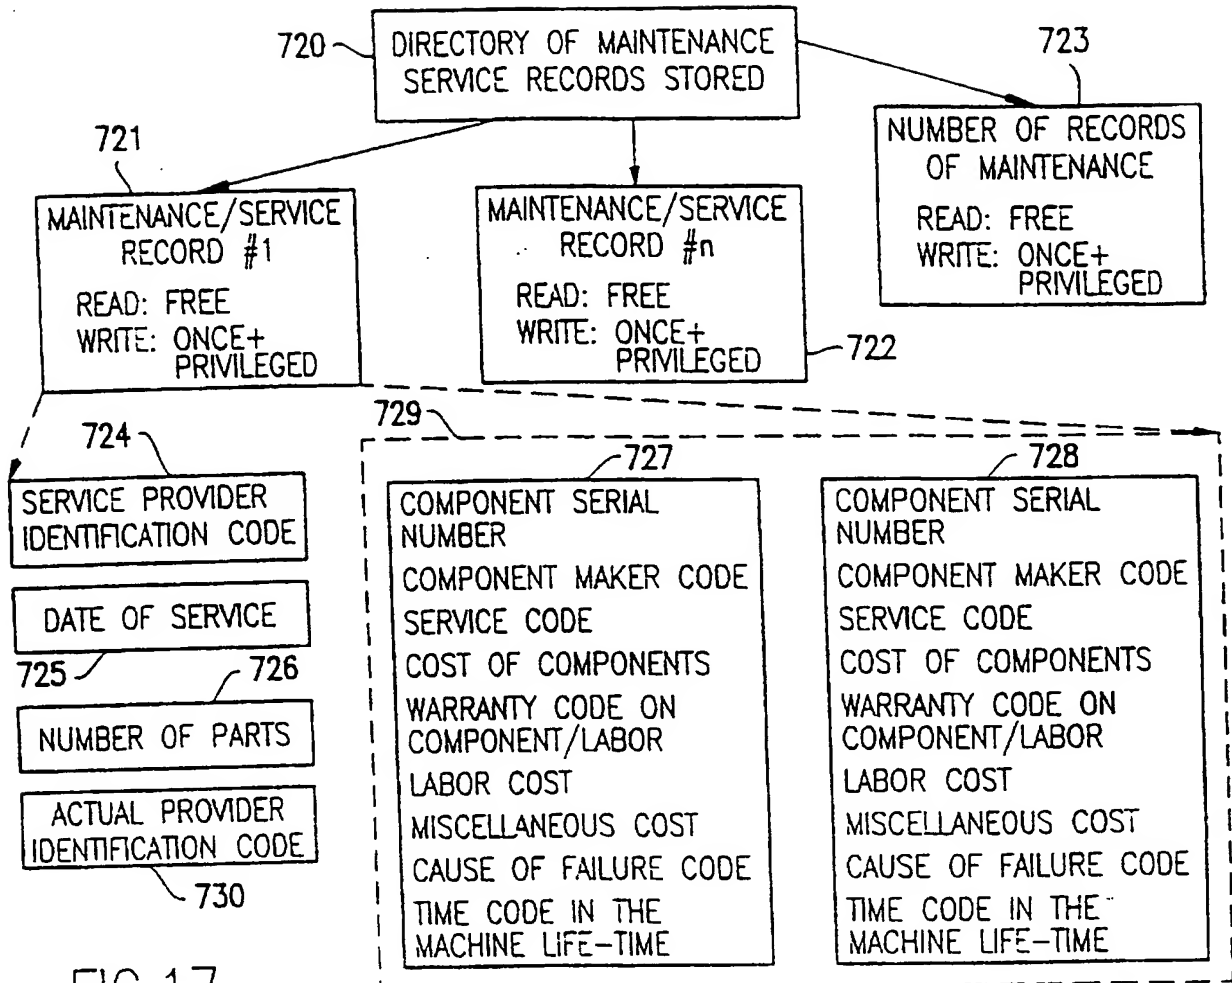 720
DIRECTORY OF MAINTENANCE
SERVICE RECORDS STORED
723
NUMBER OF RECORDS
OF MAINTENANCE
READ: FREE
WRITE: ONCE+
PRIVILEGED
721
MAINTENANCE/SERVICE
RECORD #1
READ: FREE
WRITE: ONCE+
PRIVILEGED
MAINTENANCE/SERVICE
RECORD #n
READ: FREE
WRITE: ONCE+
PRIVILEGED
722
724
SERVICE PROVIDER
IDENTIFICATION CODE
DATE OF SERVICE
725
726
NUMBER OF PARTS
ACTUAL PROVIDER
IDENTIFICATION CODE
730
729
727
COMPONENT SERIAL
NUMBER
COMPONENT MAKER CODE
SERVICE CODE
COST OF COMPONENTS
WARRANTY CODE ON
COMPONENT/LABOR
LABOR COST
MISCELLANEOUS COST
CAUSE OF FAILURE CODE
TIME CODE IN THE
MACHINE LIFE-TIME
728
COMPONENT SERIAL
NUMBER
COMPONENT MAKER CODE
SERVICE CODE
COST OF COMPONENTS
WARRANTY CODE ON
COMPONENT/LABOR
LABOR COST
MISCELLANEOUS COST
CAUSE OF FAILURE CODE
TIME CODE IN THE
MACHINE LIFE-TIME
FIG.17